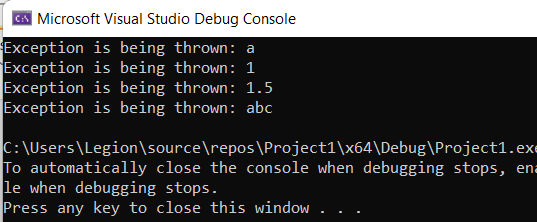 Microsoft Visual Studio Debug Console
Exception is being thrown: a
Exception is being thrown: 1
Exception is being thrown: 1.5
Exception is being thrown: abc
C:\Users\Legion\source\repos\Project1\x64\Debug\Project1.exe
To automatically close the console when debugging stops, ena
le when debugging stops.
Press any key to close this window . . .